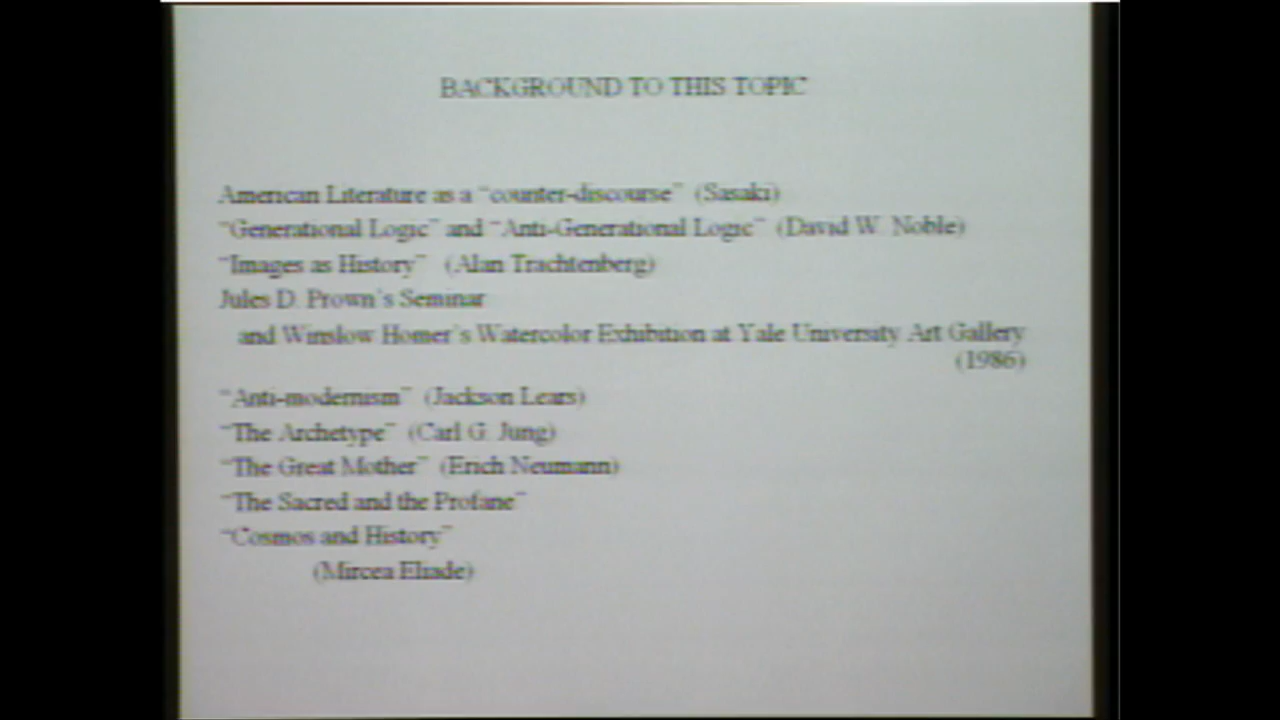 BACKGROUND TO THIS TOPIC
American Literature as a “counter-discourse” (Sasaki)
“Generational Logic” and “Anti-Generational Logic” (David W. Noble)
“Images as History” (Alan Trachtenberg)
Jules D. Prown’s Seminar
and Winslow Homer’s Watercolor Exhibition at Yale University Art Gallery
(1986)
“Anti-modernism” (Jackson Lears)
“The Archetype” (Carl G. Jung)
“The Great Mother” (Erich Neumann)
“The Sacred and the Profane”
“Cosmos and History”
(Mircea Eliade)